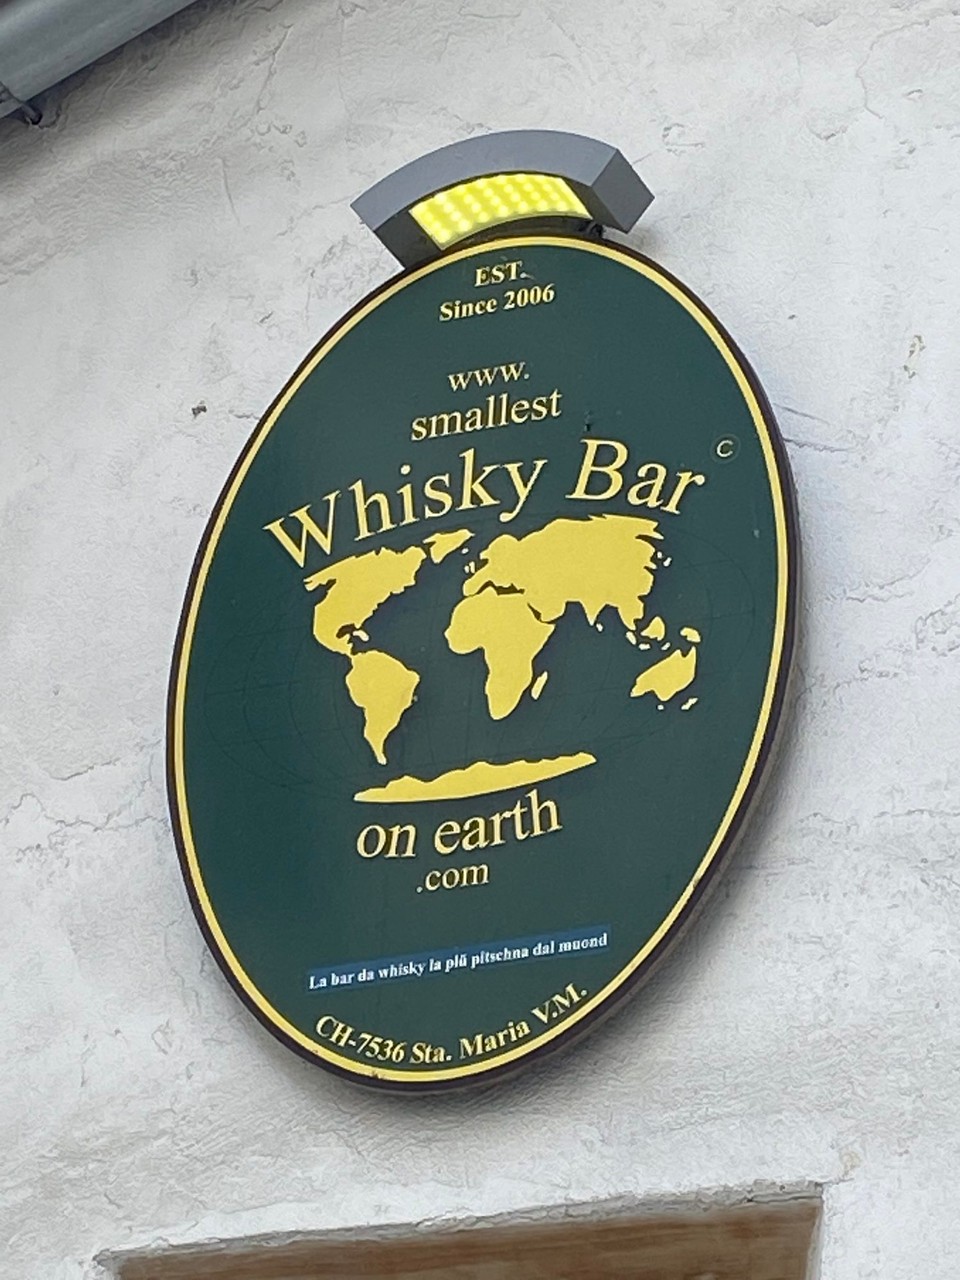 EST.
Since 2006
www.
smallest
Whisky Bar ©
on earth
.com
La bar da whisky la plü pitschna dal muond
CH-7536 Sta. Maria V.M.